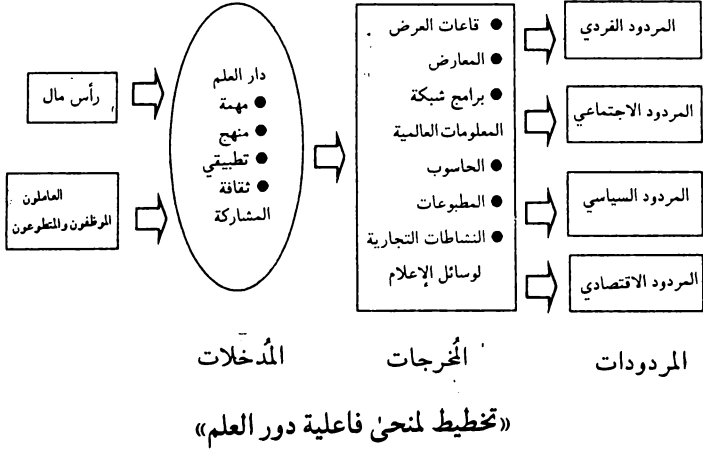 رأس مال
العاملون
الموظفون والمتطوعون
دار العلم
● مهمة
● منهج
● تطبيقي
● ثقافة
المشاركة
● قاعات العرض
● المعارض
● برامج شبكة
المعلومات العالمية
● الحاسوب
● المطبوعات
● النشاطات التجارية
لوسائل الإعلام
المردود الفردي
المردود الاجتماعي
المردود السياسي
المردود الاقتصادي
المُدخلات
المُخرجات
المردودات
«تخطيط لمنحىٰ فاعلية دور العلم»